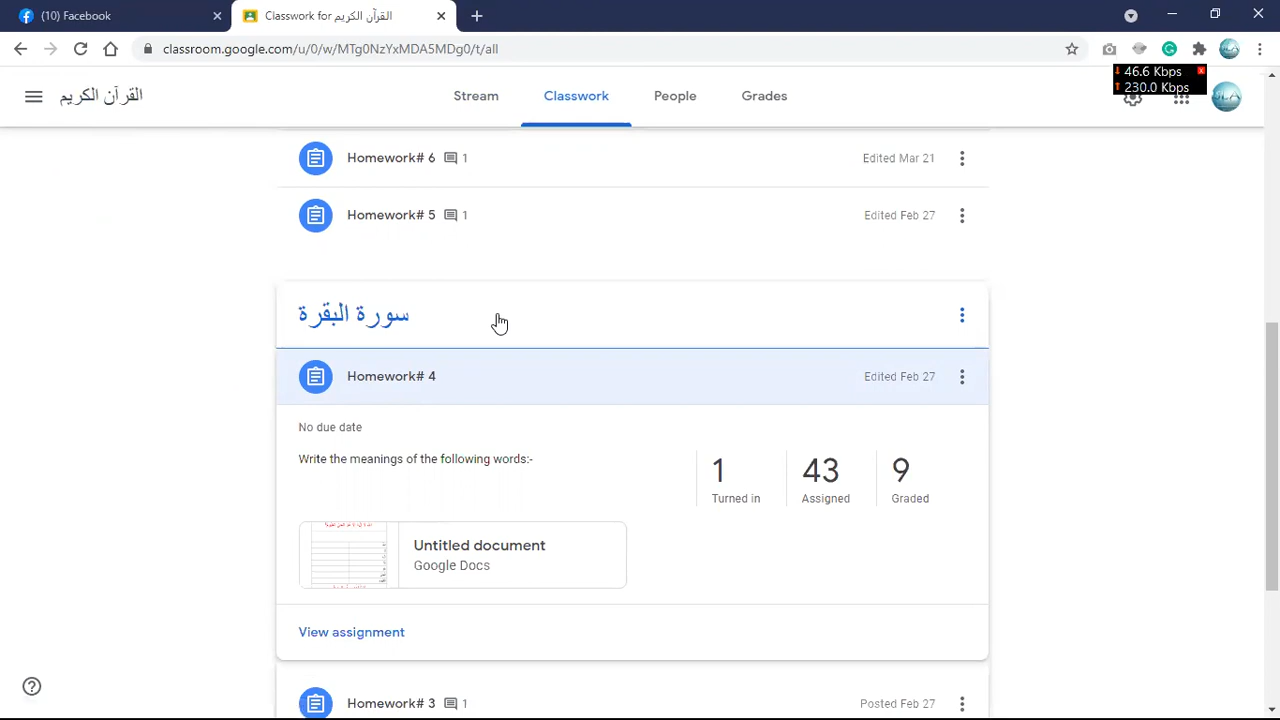 (10) Facebook
Classwork for القرآن الكريم
classroom.google.com/u/0/w/MTg0NzYxMDA5MDg0/t/all
46.6 Kbps
230.0 Kbps
القرآن الكريم
Stream
Classwork
People
Grades
Homework# 6 1
Edited Mar 21
Homework# 5 1
Edited Feb 27
سورة البقرة
Homework# 4
Edited Feb 27
No due date
Write the meanings of the following words:-
1
43
9
Turned in
Assigned
Graded
Untitled document
Google Docs
View assignment
Homework# 3 1
Posted Feb 27